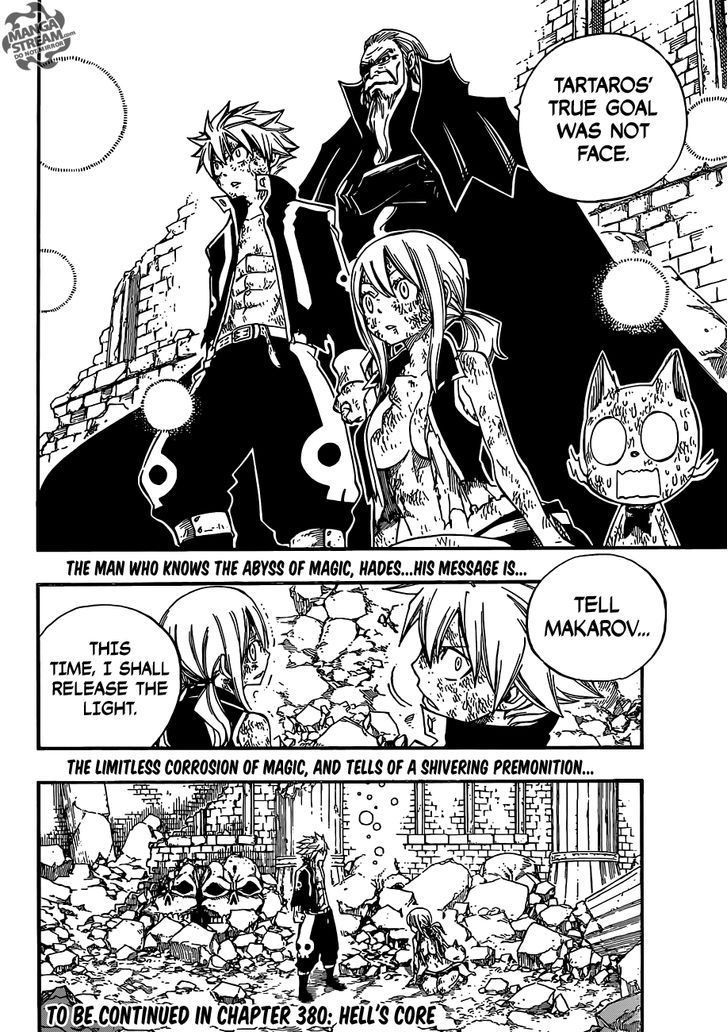 MANGA
STREAM.com
DO NOT MIRROR!
TARTAROS'
TRUE GOAL
WAS NOT
FACE.
THE MAN WHO KNOWS THE ABYSS OF MAGIC, HADES...HIS MESSAGE IS...
TELL
MAKAROV...
THIS
TIME, I SHALL
RELEASE THE
LIGHT.
THE LIMITLESS CORROSION OF MAGIC, AND TELLS OF A SHIVERING PREMONITION...
TO BE CONTINUED IN CHAPTER 380: HELL'S CORE